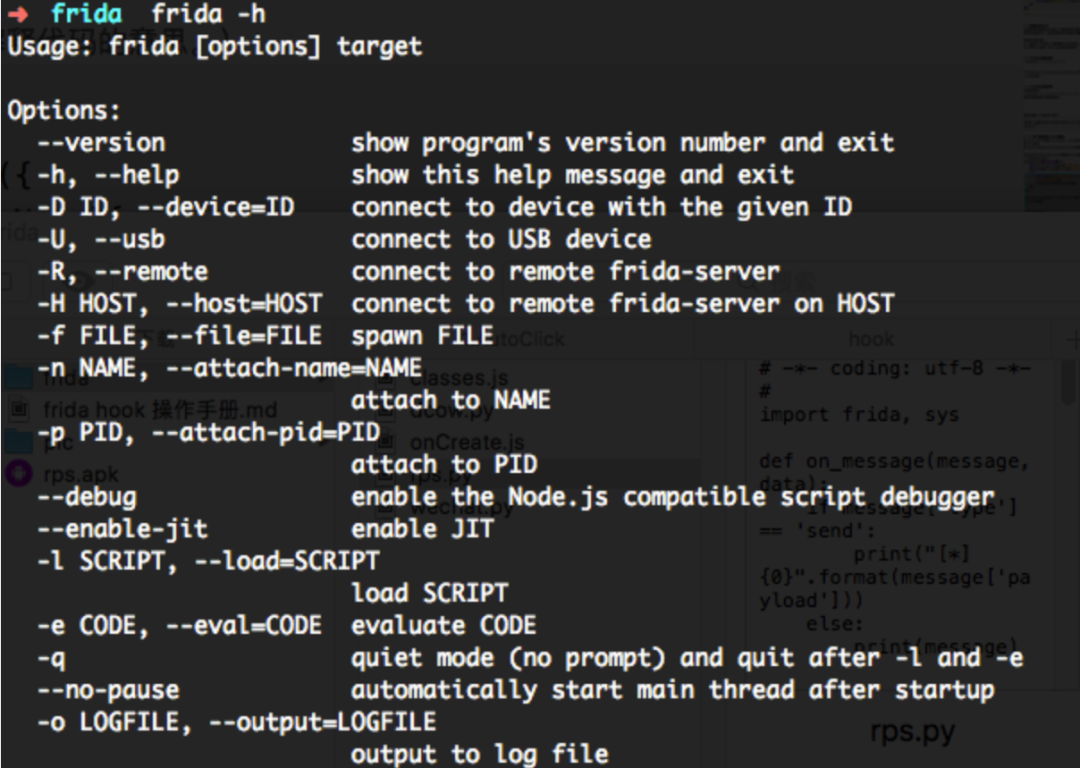 ➜ frida frida -h
Usage: frida [options] target
Options:
--version show program's version number and exit
-h, --help show this help message and exit
-D ID, --device=ID connect to device with the given ID
-U, --usb connect to USB device
-R, --remote connect to remote frida-server
-H HOST, --host=HOST connect to remote frida-server on HOST
-f FILE, --file=FILE spawn FILE
-n NAME, --attach-name=NAME
attach to NAME
-p PID, --attach-pid=PID
attach to PID
--debug enable the Node.js compatible script debugger
--enable-jit enable JIT
-l SCRIPT, --load=SCRIPT
load SCRIPT
-e CODE, --eval=CODE evaluate CODE
-q quiet mode (no prompt) and quit after -l and -e
--no-pause automatically start main thread after startup
-o LOGFILE, --output=LOGFILE
output to log file
搜索
hook
frida hook 操作手册.md
rps.apk
classes.js
onCreate.js
rps.py
wechat.py
# -*- coding: utf-8 -*-
#
import frida, sys
def on_message(message,
data):
if message['type']
== 'send':
print("[*]
{0}".format(message['pa
yload']))
else:
print(message)
rps.py